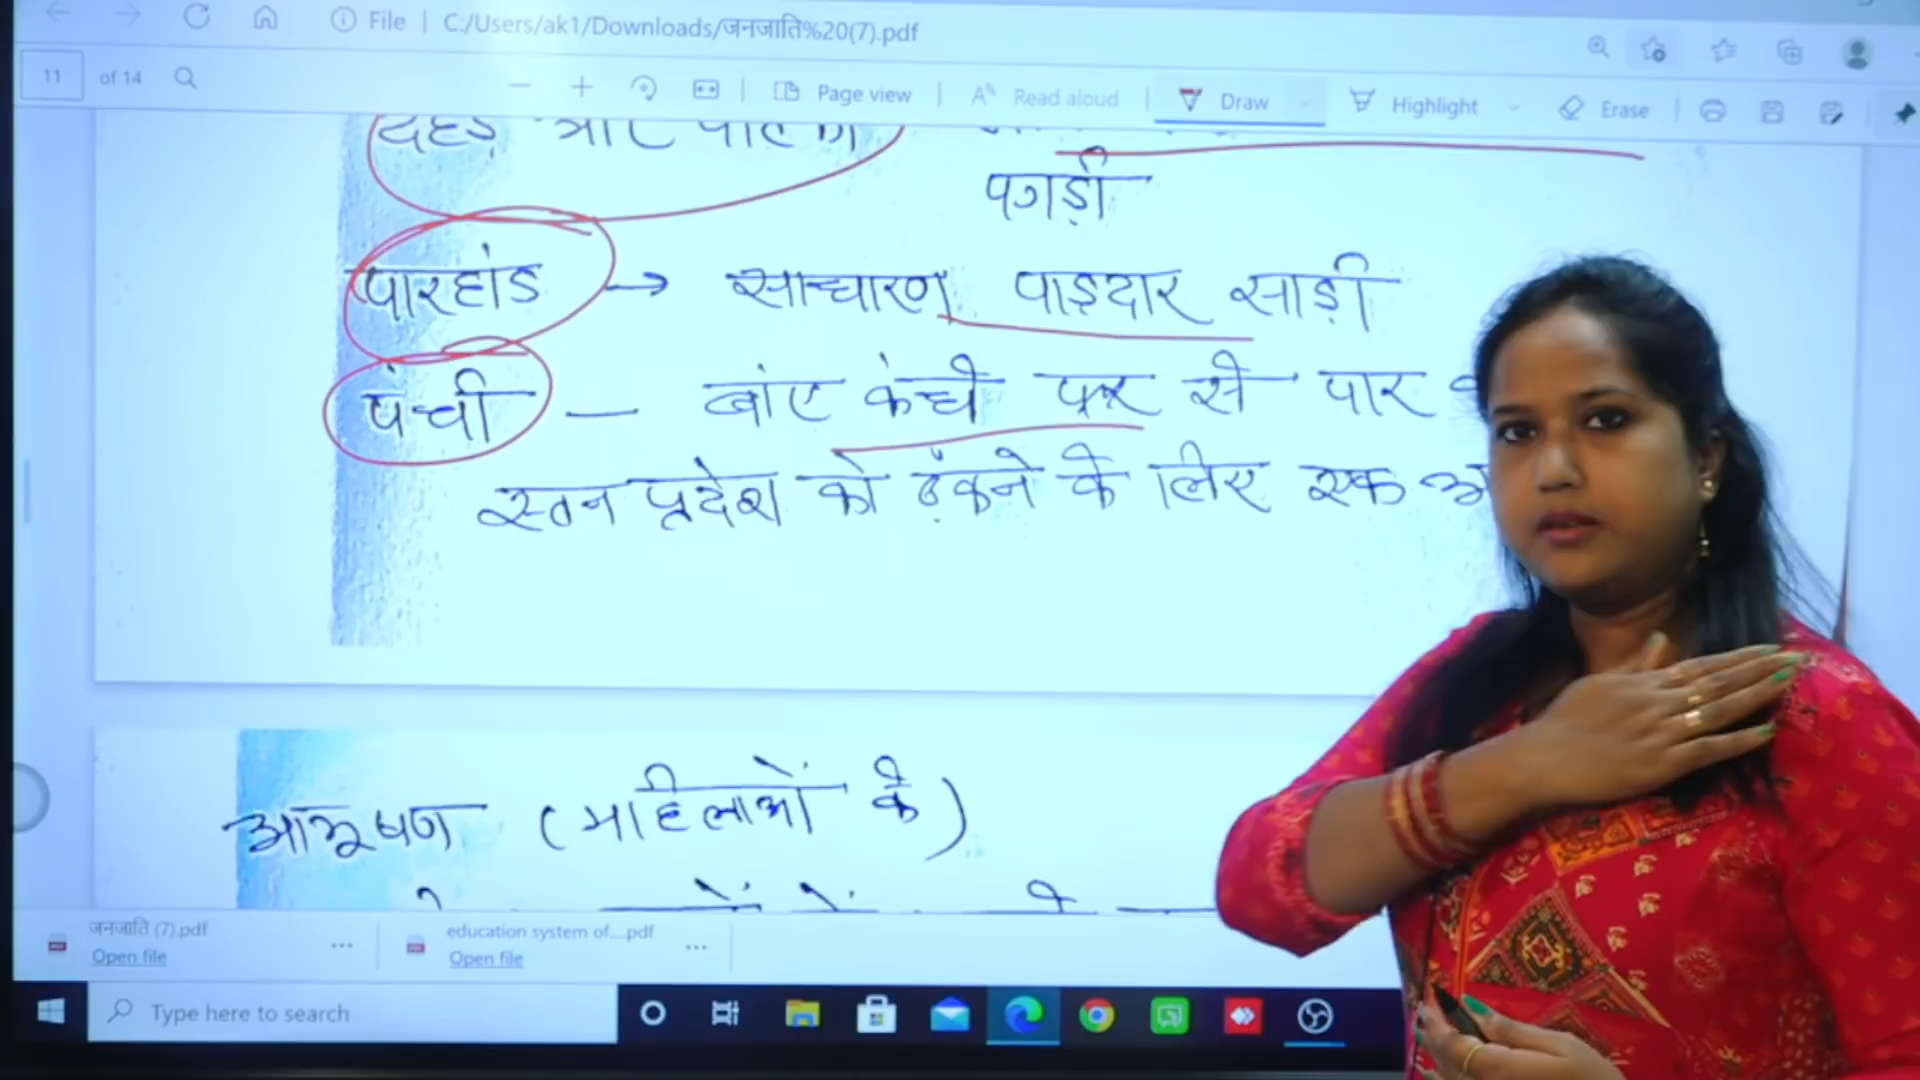 File | C:/Users/ak1/Downloads/जनजाति%20(7).pdf
11 of 14
Page view | Read aloud | Draw Highlight Erase
पगड़ी
पारहांड → साधारण पाड़दार साड़ी
पंची — बांए कंधे पर से पार
स्तन प्रदेश को ढ़ंकने के लिए एक
आभूषण (महिलाओं के)
जनजाति (7).pdf
Open file
education system of....pdf
Open file
Type here to search